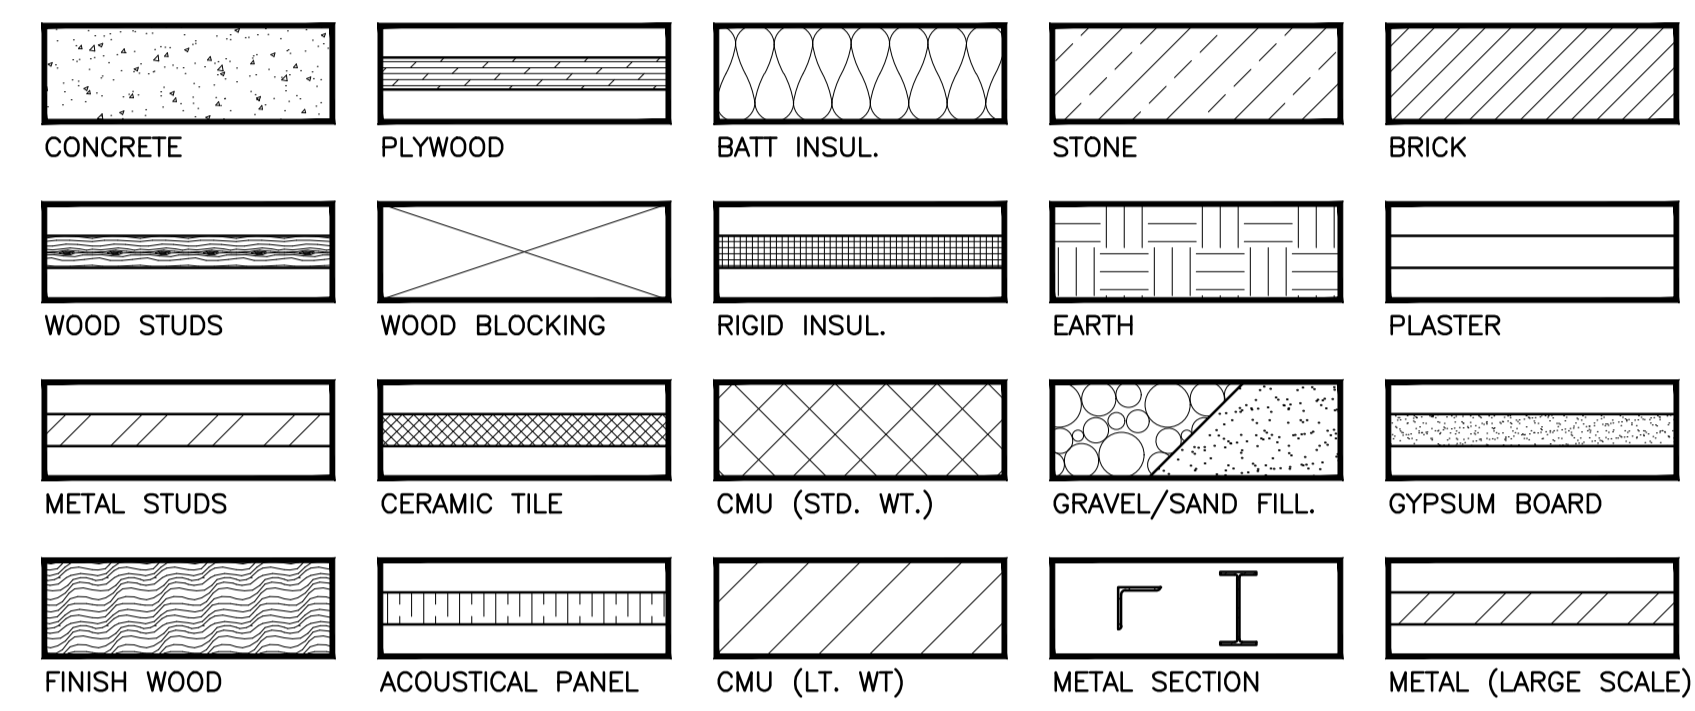 CONCRETE
PLYWOOD
BATT INSUL.
STONE
BRICK
WOOD STUDS
WOOD BLOCKING
RIGID INSUL.
EARTH
PLASTER
METAL STUDS
CERAMIC TILE
CMU (STD. WT.)
GRAVEL/SAND FILL.
GYPSUM BOARD
FINISH WOOD
ACOUSTICAL PANEL
CMU (LT. WT)
METAL SECTION
METAL (LARGE SCALE)